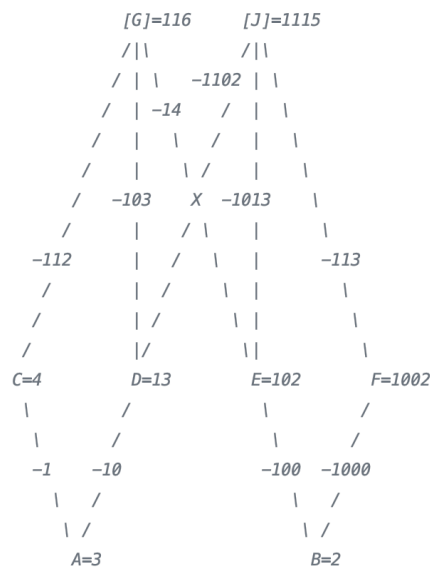 [G]=116 [J]=1115
/|\ /|\
/ | \ -1102 | \
/ | -14 / | \
/ | \ / | \
/ | \ / | \
/ -103 X -1013 \
/ | / \ | \
-112 | / \ | -113
/ | / \ | \
/ | / \ | \
/ |/ \| \
C=4 D=13 E=102 F=1002
\ / \ /
\ / \ /
-1 -10 -100 -1000
\ / \ /
\ / \ /
A=3 B=2